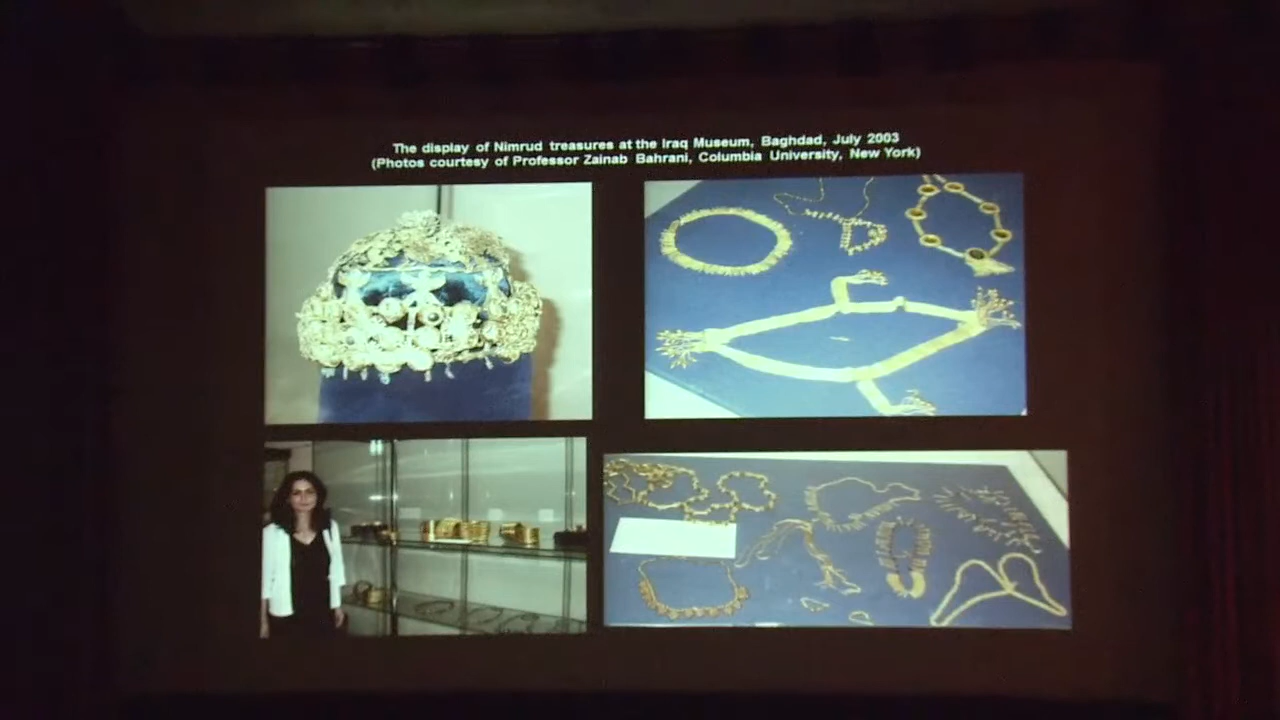 The display of Nimrud treasures at the Iraq Museum, Baghdad, July 2003
(Photos courtesy of Professor Zainab Bahrani, Columbia University, New York)